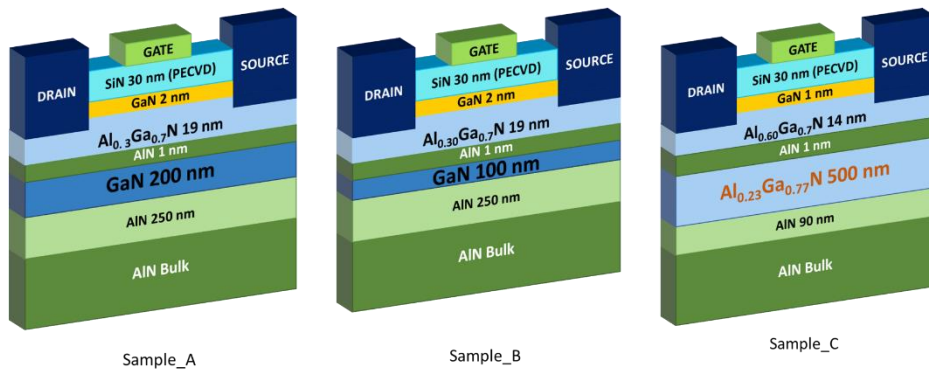 GATE
DRAIN
SOURCE
SiN 30 nm (PECVD)
GaN 2 nm
Al₀.₃Ga₀.₇N 19 nm
AlN 1 nm
GaN 200 nm
AlN 250 nm
AlN Bulk
Sample_A
GATE
DRAIN
SOURCE
SiN 30 nm (PECVD)
GaN 2 nm
Al₀.₃₀Ga₀.₇N 19 nm
AlN 1 nm
GaN 100 nm
AlN 250 nm
AlN Bulk
Sample_B
GATE
DRAIN
SOURCE
SiN 30 nm (PECVD)
GaN 1 nm
Al₀.₆₀Ga₀.₇N 14 nm
AlN 1 nm
Al₀.₂₃Ga₀.₇₇N 500 nm
AlN 90 nm
AlN Bulk
Sample_C